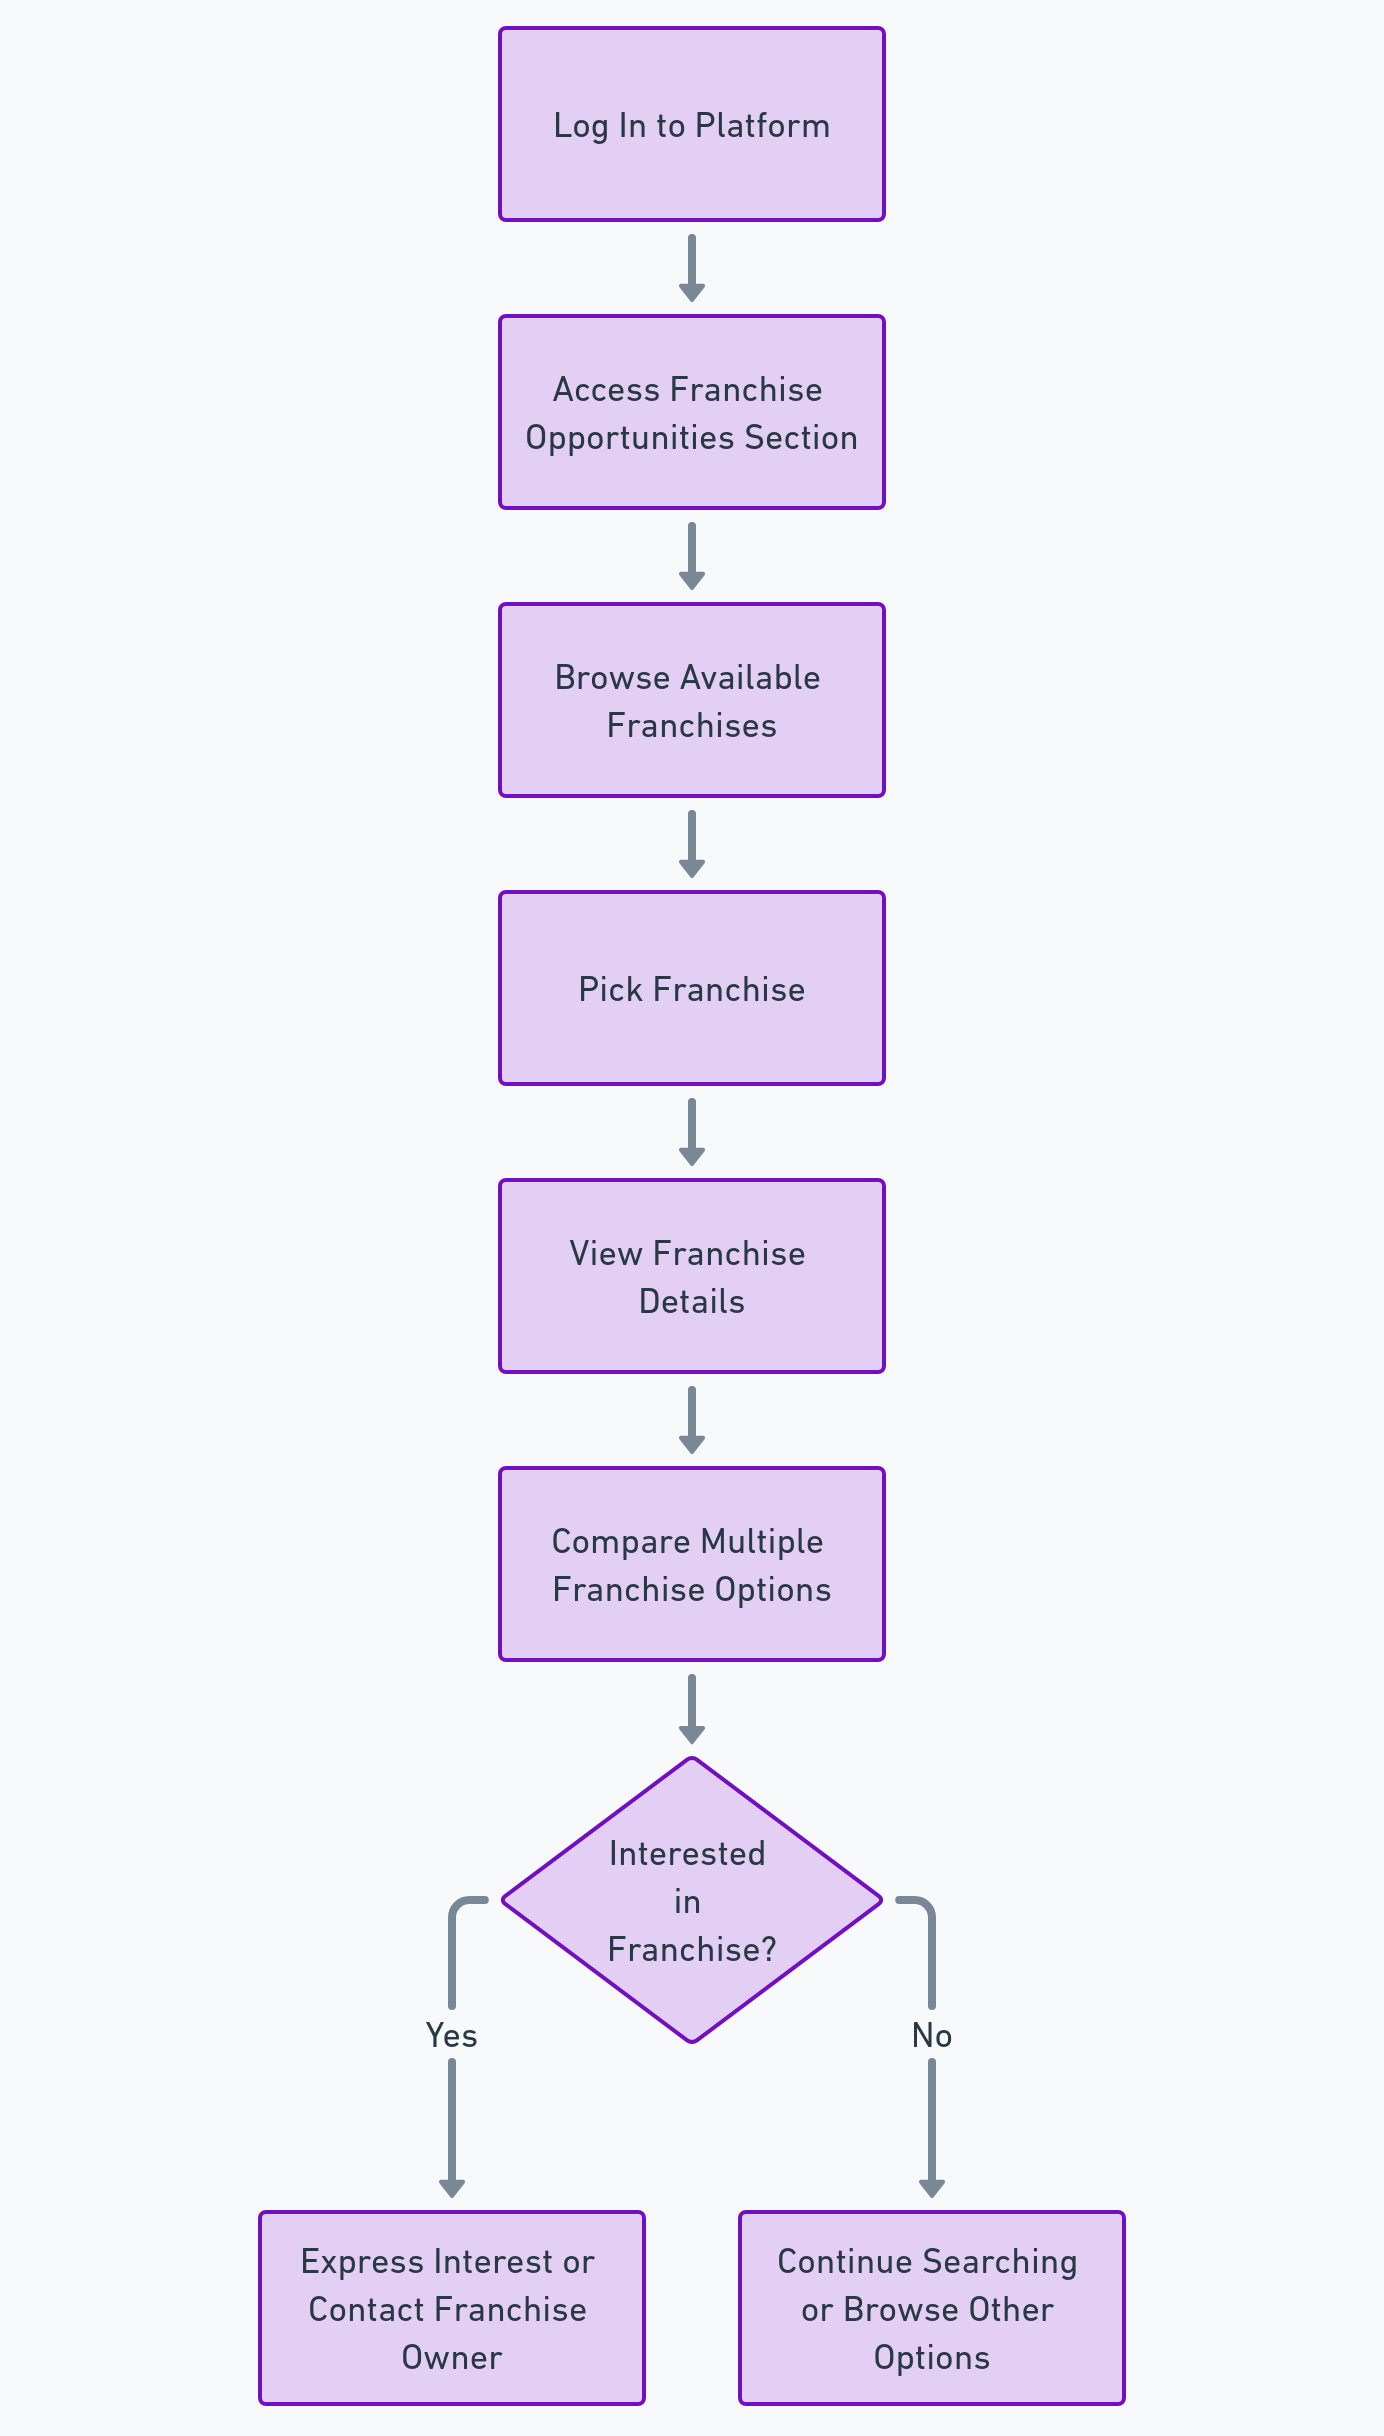 Log In to Platform
Access Franchise
Opportunities Section
Browse Available
Franchises
Pick Franchise
View Franchise
Details
Compare Multiple
Franchise Options
Interested
in
Franchise?
Yes
No
Express Interest or
Contact Franchise
Owner
Continue Searching
or Browse Other
Options